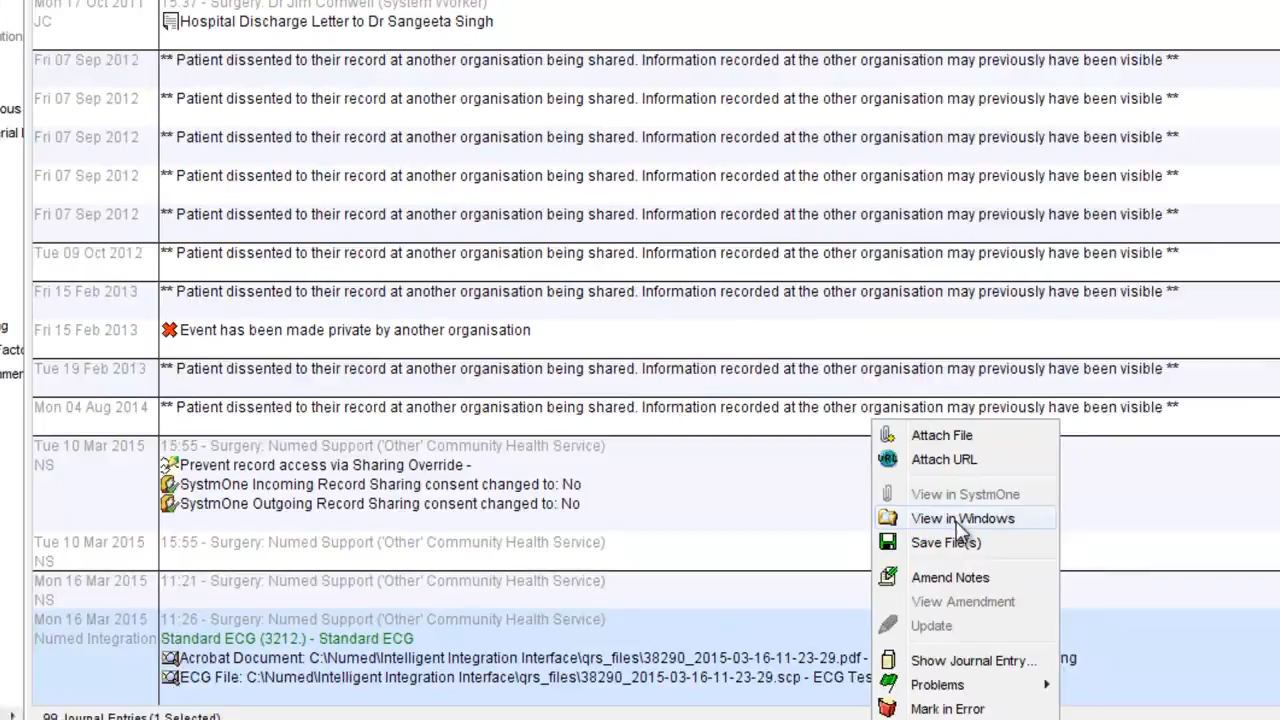 Mon 17 Oct 2011 15:37 - Surgery: Dr Jim Cornwell (System Worker)
JC Hospital Discharge Letter to Dr Sangeeta Singh
Fri 07 Sep 2012 ** Patient dissented to their record at another organisation being shared. Information recorded at the other organisation may previously have been visible **
Fri 07 Sep 2012 ** Patient dissented to their record at another organisation being shared. Information recorded at the other organisation may previously have been visible **
Fri 07 Sep 2012 ** Patient dissented to their record at another organisation being shared. Information recorded at the other organisation may previously have been visible **
Fri 07 Sep 2012 ** Patient dissented to their record at another organisation being shared. Information recorded at the other organisation may previously have been visible **
Fri 07 Sep 2012 ** Patient dissented to their record at another organisation being shared. Information recorded at the other organisation may previously have been visible **
Tue 09 Oct 2012 ** Patient dissented to their record at another organisation being shared. Information recorded at the other organisation may previously have been visible **
Fri 15 Feb 2013 ** Patient dissented to their record at another organisation being shared. Information recorded at the other organisation may previously have been visible **
Fri 15 Feb 2013 Event has been made private by another organisation
Tue 19 Feb 2013 ** Patient dissented to their record at another organisation being shared. Information recorded at the other organisation may previously have been visible **
Mon 04 Aug 2014 ** Patient dissented to their record at another organisation being shared. Information recorded at the other organisation may previously have been visible **
Tue 10 Mar 2015 15:55 - Surgery: Numed Support ('Other' Community Health Service)
NS Prevent record access via Sharing Override -
SystmOne Incoming Record Sharing consent changed to: No
SystmOne Outgoing Record Sharing consent changed to: No
Tue 10 Mar 2015 15:55 - Surgery: Numed Support ('Other' Community Health Service)
NS
Mon 16 Mar 2015 11:21 - Surgery: Numed Support ('Other' Community Health Service)
NS
Mon 16 Mar 2015 11:26 - Surgery: Numed Support ('Other' Community Health Service)
Numed Integration Standard ECG (3212.) - Standard ECG
Acrobat Document: C:\Numed\Intelligent Integration Interface\qrs_files\38290_2015-03-16-11-23-29.pdf - ng
ECG File: C:\Numed\Intelligent Integration Interface\qrs_files\38290_2015-03-16-11-23-29.scp - ECG Tes
99 Journal Entries (1 Selected)
Attach File
Attach URL
View in SystmOne
View in Windows
Save File(s)
Amend Notes
View Amendment
Update
Show Journal Entry...
Problems
Mark in Error